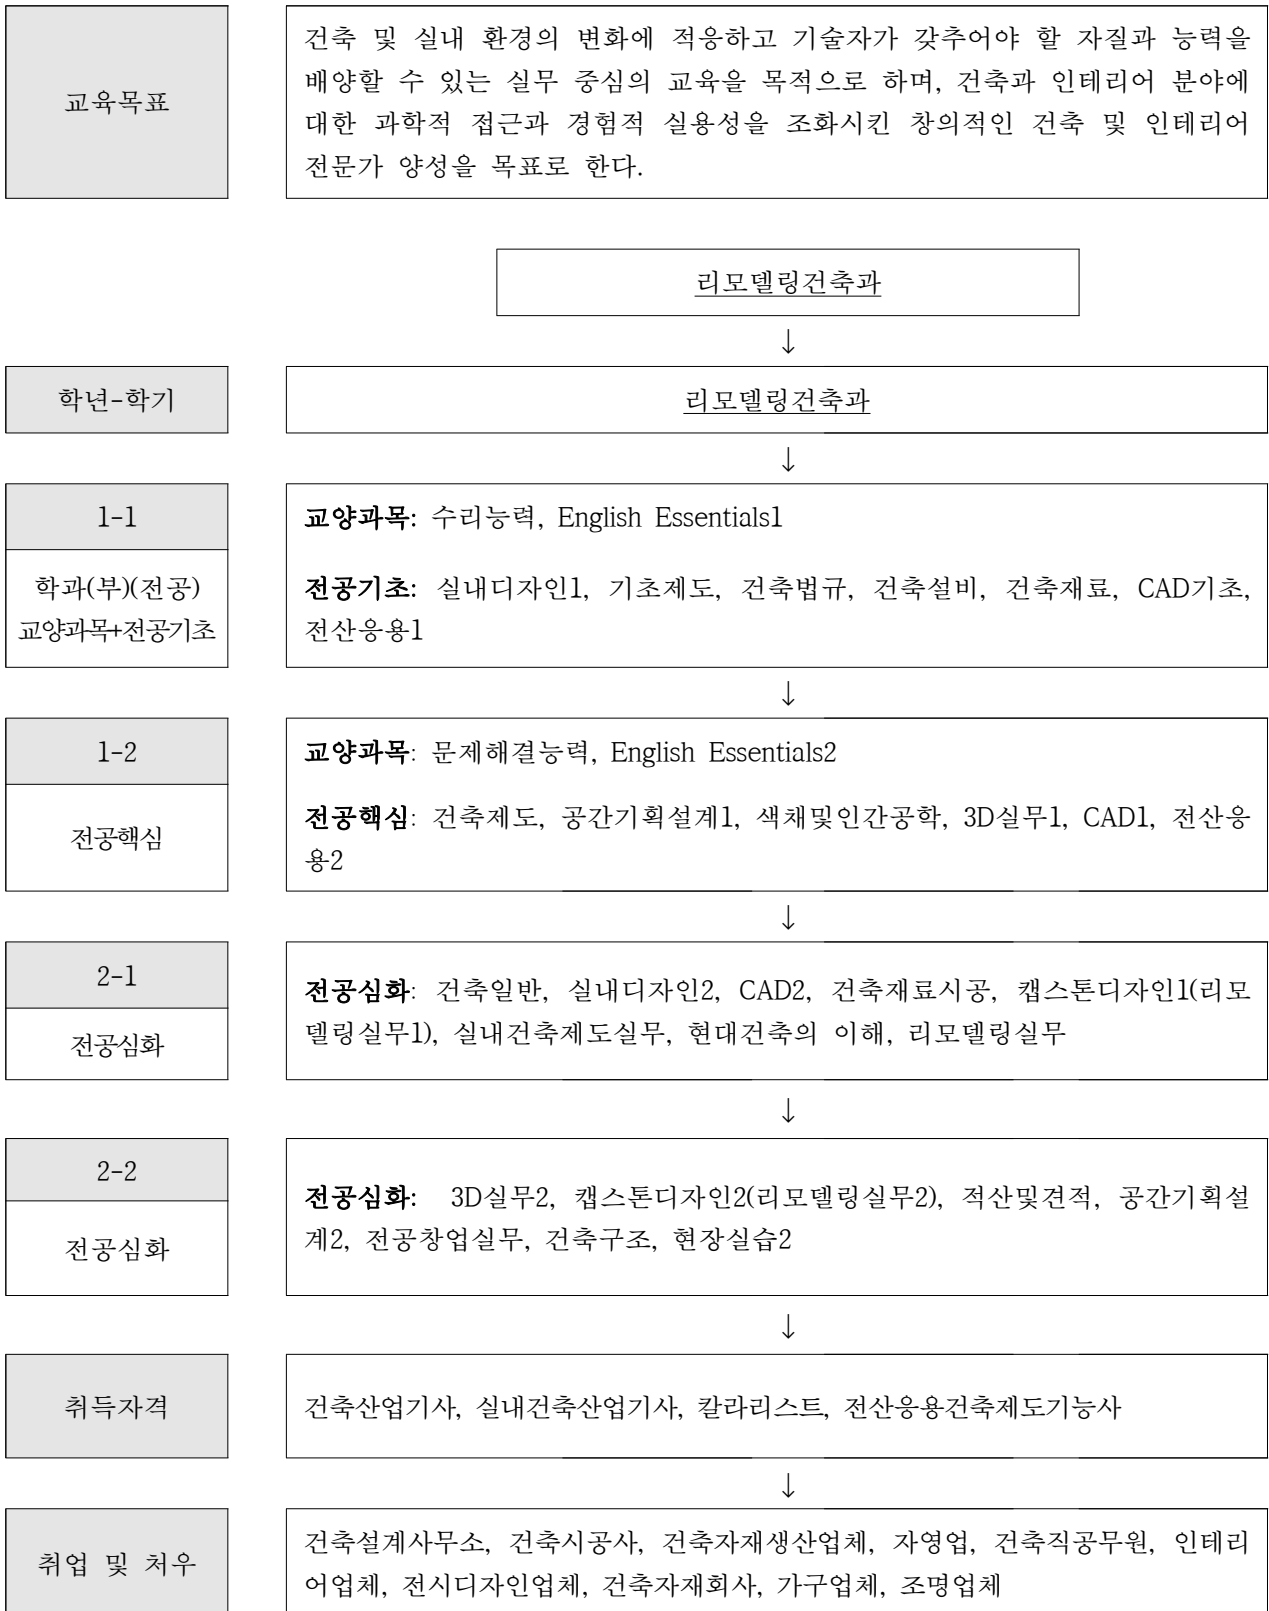 교육목표
건축 및 실내 환경의 변화에 적응하고 기술자가 갖추어야 할 자질과 능력을
배양할 수 있는 실무 중심의 교육을 목적으로 하며, 건축과 인테리어 분야에
대한 과학적 접근과 경험적 실용성을 조화시킨 창의적인 건축 및 인테리어
전문가 양성을 목표로 한다.
리모델링건축과
↓
학년-학기
리모델링건축과
↓
1-1
학과(부)(전공)
교양과목+전공기초
교양과목: 수리능력, English Essentials1
전공기초: 실내디자인1, 기초제도, 건축법규, 건축설비, 건축재료, CAD기초,
전산응용1
↓
1-2
전공핵심
교양과목: 문제해결능력, English Essentials2
전공핵심: 건축제도, 공간기획설계1, 색채및인간공학, 3D실무1, CAD1, 전산응
용2
↓
2-1
전공심화
전공심화: 건축일반, 실내디자인2, CAD2, 건축재료시공, 캡스톤디자인1(리모
델링실무1), 실내건축제도실무, 현대건축의 이해, 리모델링실무
↓
2-2
전공심화
전공심화: 3D실무2, 캡스톤디자인2(리모델링실무2), 적산및견적, 공간기획설
계2, 전공창업실무, 건축구조, 현장실습2
↓
취득자격
건축산업기사, 실내건축산업기사, 칼라리스트, 전산응용건축제도기능사
↓
취업 및 처우
건축설계사무소, 건축시공사, 건축자재생산업체, 자영업, 건축직공무원, 인테리
어업체, 전시디자인업체, 건축자재회사, 가구업체, 조명업체